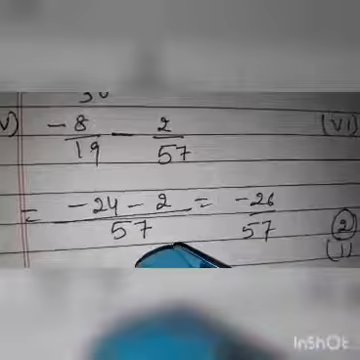 V) -8/19 - 2/57 (VI)
= -24 - 2/57 = -26/57 (2)
(1)
InShOt